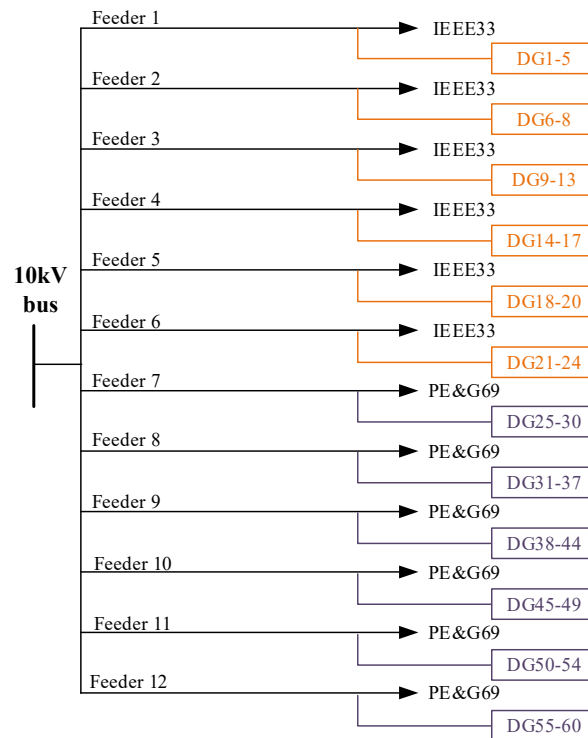 Feeder 1
IEEE33
DG1-5
Feeder 2
IEEE33
DG6-8
Feeder 3
IEEE33
DG9-13
Feeder 4
IEEE33
DG14-17
10kV
bus
Feeder 5
IEEE33
DG18-20
Feeder 6
IEEE33
DG21-24
Feeder 7
PE&G69
DG25-30
Feeder 8
PE&G69
DG31-37
Feeder 9
PE&G69
DG38-44
Feeder 10
PE&G69
DG45-49
Feeder 11
PE&G69
DG50-54
Feeder 12
PE&G69
DG55-60